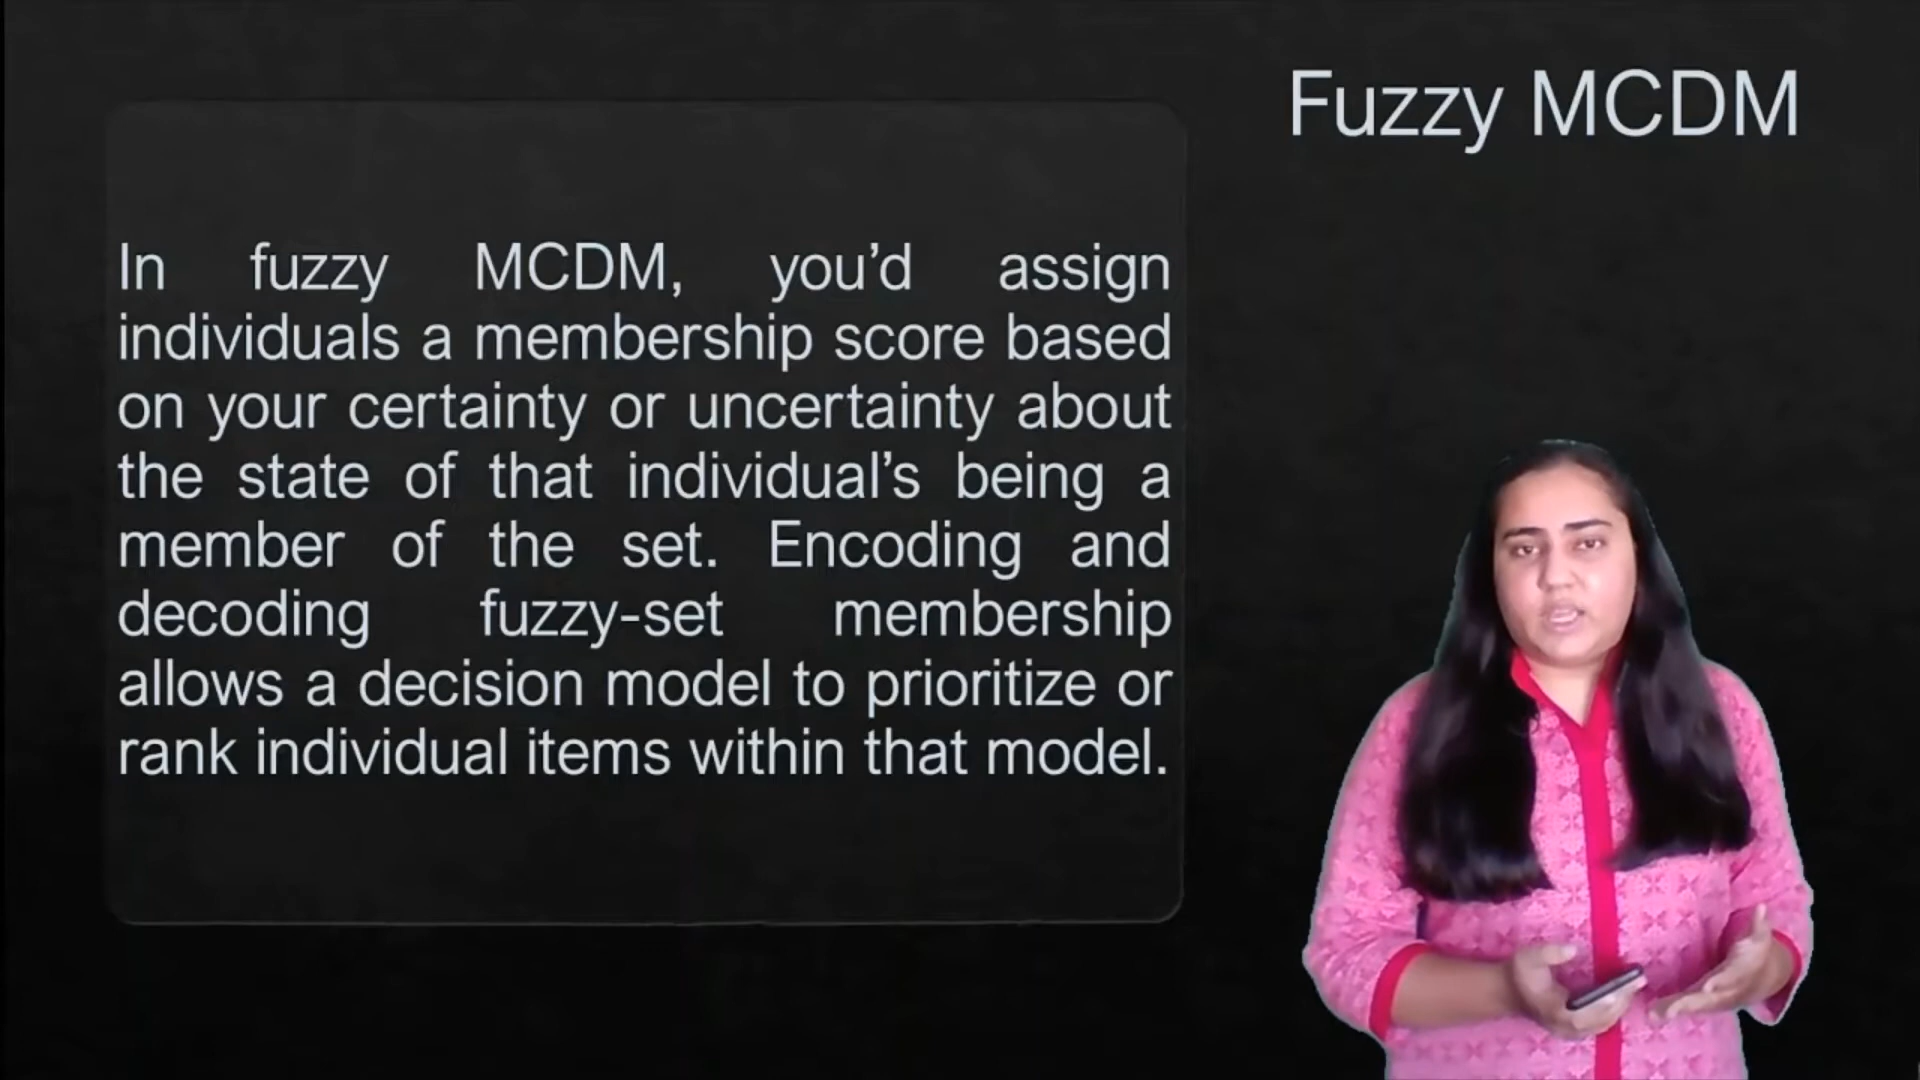 Fuzzy MCDM
In fuzzy MCDM, you’d assign
individuals a membership score based
on your certainty or uncertainty about
the state of that individual’s being a
member of the set. Encoding and
decoding fuzzy-set membership
allows a decision model to prioritize or
rank individual items within that model.